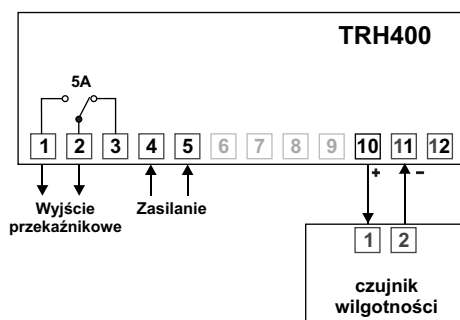 TRH400
5A
1 2 3 4 5 6 7 8 9 10 11 12
+ -
Wyjście
przekaźnikowe
Zasilanie
1 2
czujnik
wilgotności